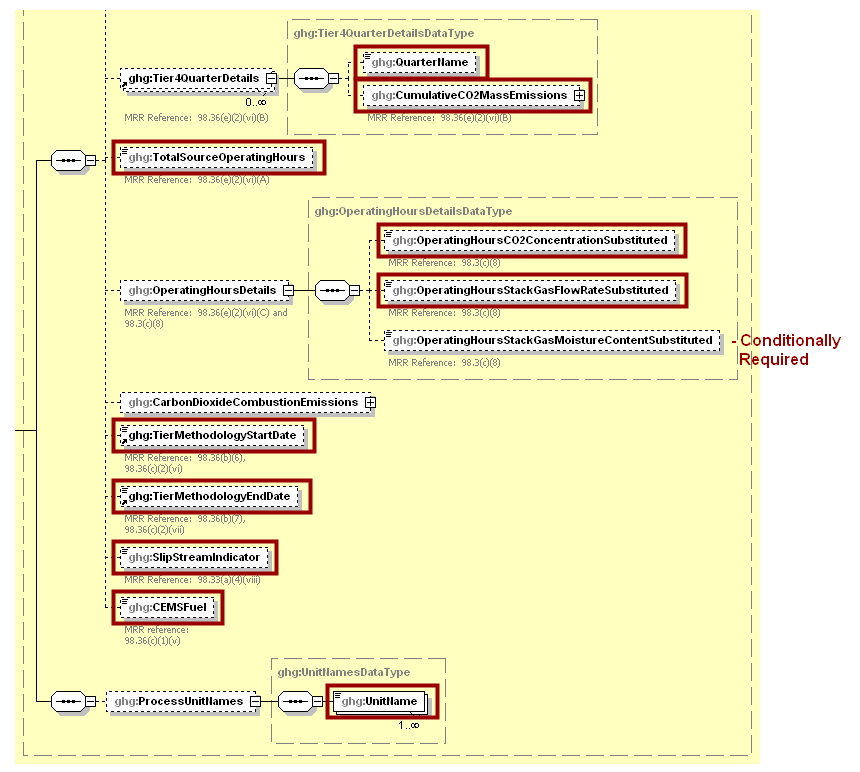 ghg:Tier4QuarterDetailsDataType
ghg:QuarterName
ghg:Tier4QuarterDetails
0..∞
MRR Reference: 98.36(e)(2)(vi)(B)
ghg:CumulativeCO2MassEmissions
MRR Reference: 98.36(e)(2)(vi)(B)
ghg:TotalSourceOperatingHours
MRR Reference: 98.36(e)(2)(vi)(A)
ghg:OperatingHoursDetailsDataType
ghg:OperatingHoursCO2ConcentrationSubstituted
MRR Reference: 98.3(c)(8)
ghg:OperatingHoursDetails
MRR Reference: 98.36(e)(2)(vi)(C) and
98.3(c)(8)
ghg:OperatingHoursStackGasFlowRateSubstituted
MRR Reference: 98.3(c)(8)
ghg:OperatingHoursStackGasMoistureContentSubstituted
MRR Reference: 98.3(c)(8)
- Conditionally
Required
ghg:CarbonDioxideCombustionEmissions
ghg:TierMethodologyStartDate
MRR Reference: 98.36(b)(6),
98.36(c)(2)(vi)
ghg:TierMethodologyEndDate
MRR Reference: 98.36(b)(7),
98.36(c)(2)(vii)
ghg:SlipStreamIndicator
MRR Reference: 98.33(a)(4)(viii)
ghg:CEMSFuel
MRR reference:
98.36(c)(1)(v)
ghg:UnitNamesDataType
ghg:ProcessUnitNames
ghg:UnitName
1..∞